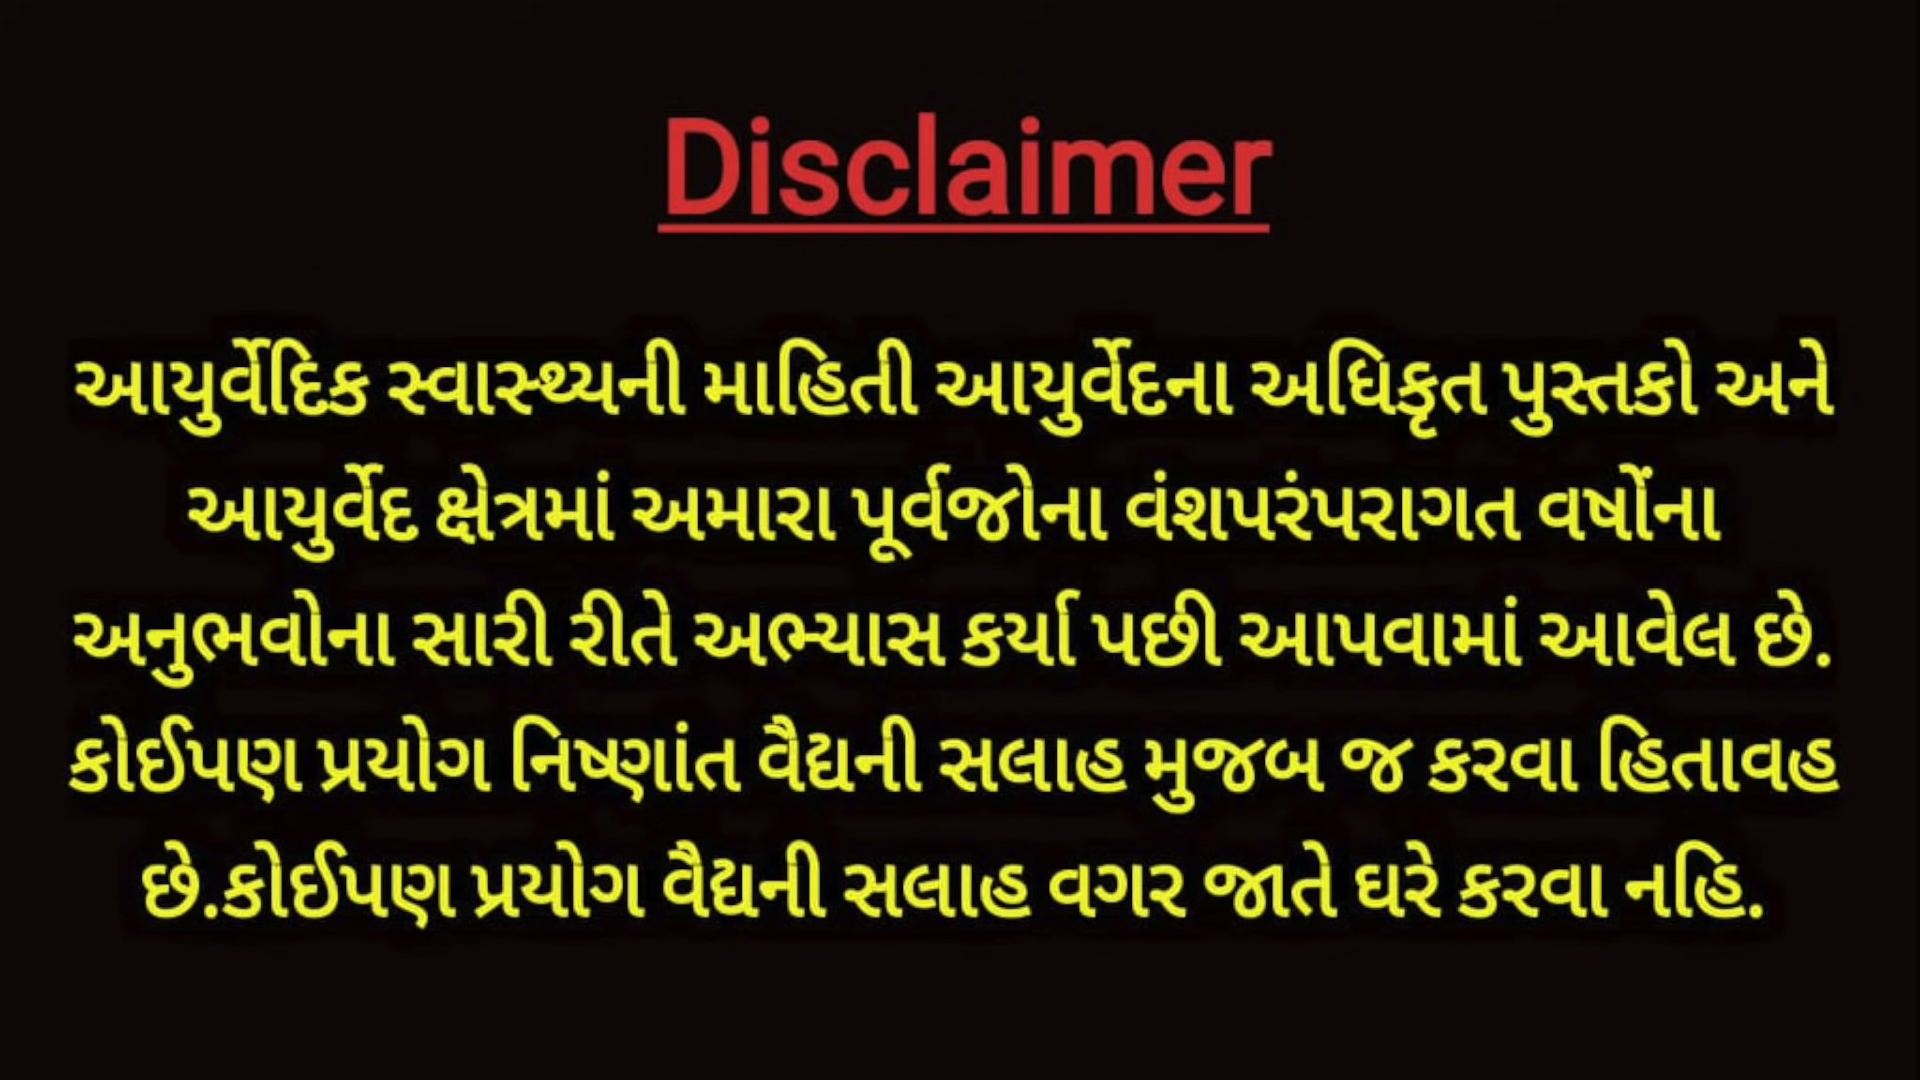 Disclaimer
આયુર્વેદિક સ્વાસ્થ્યની માહિતી આયુર્વેદના અધિકૃત પુસ્તકો અને
આયુર્વેદ ક્ષેત્રમાં અમારા પૂર્વજોના વંશપરંપરાગત વર્ષોના
અનુભવોના સારી રીતે અભ્યાસ કર્યા પછી આપવામાં આવેલ છે.
કોઈપણ પ્રયોગ નિષ્ણાંત વૈદ્યની સલાહ મુજબ જ કરવા હિતાવહ
છે.કોઈપણ પ્રયોગ વૈદ્યની સલાહ વગર જાતે ઘરે કરવા નહિ.